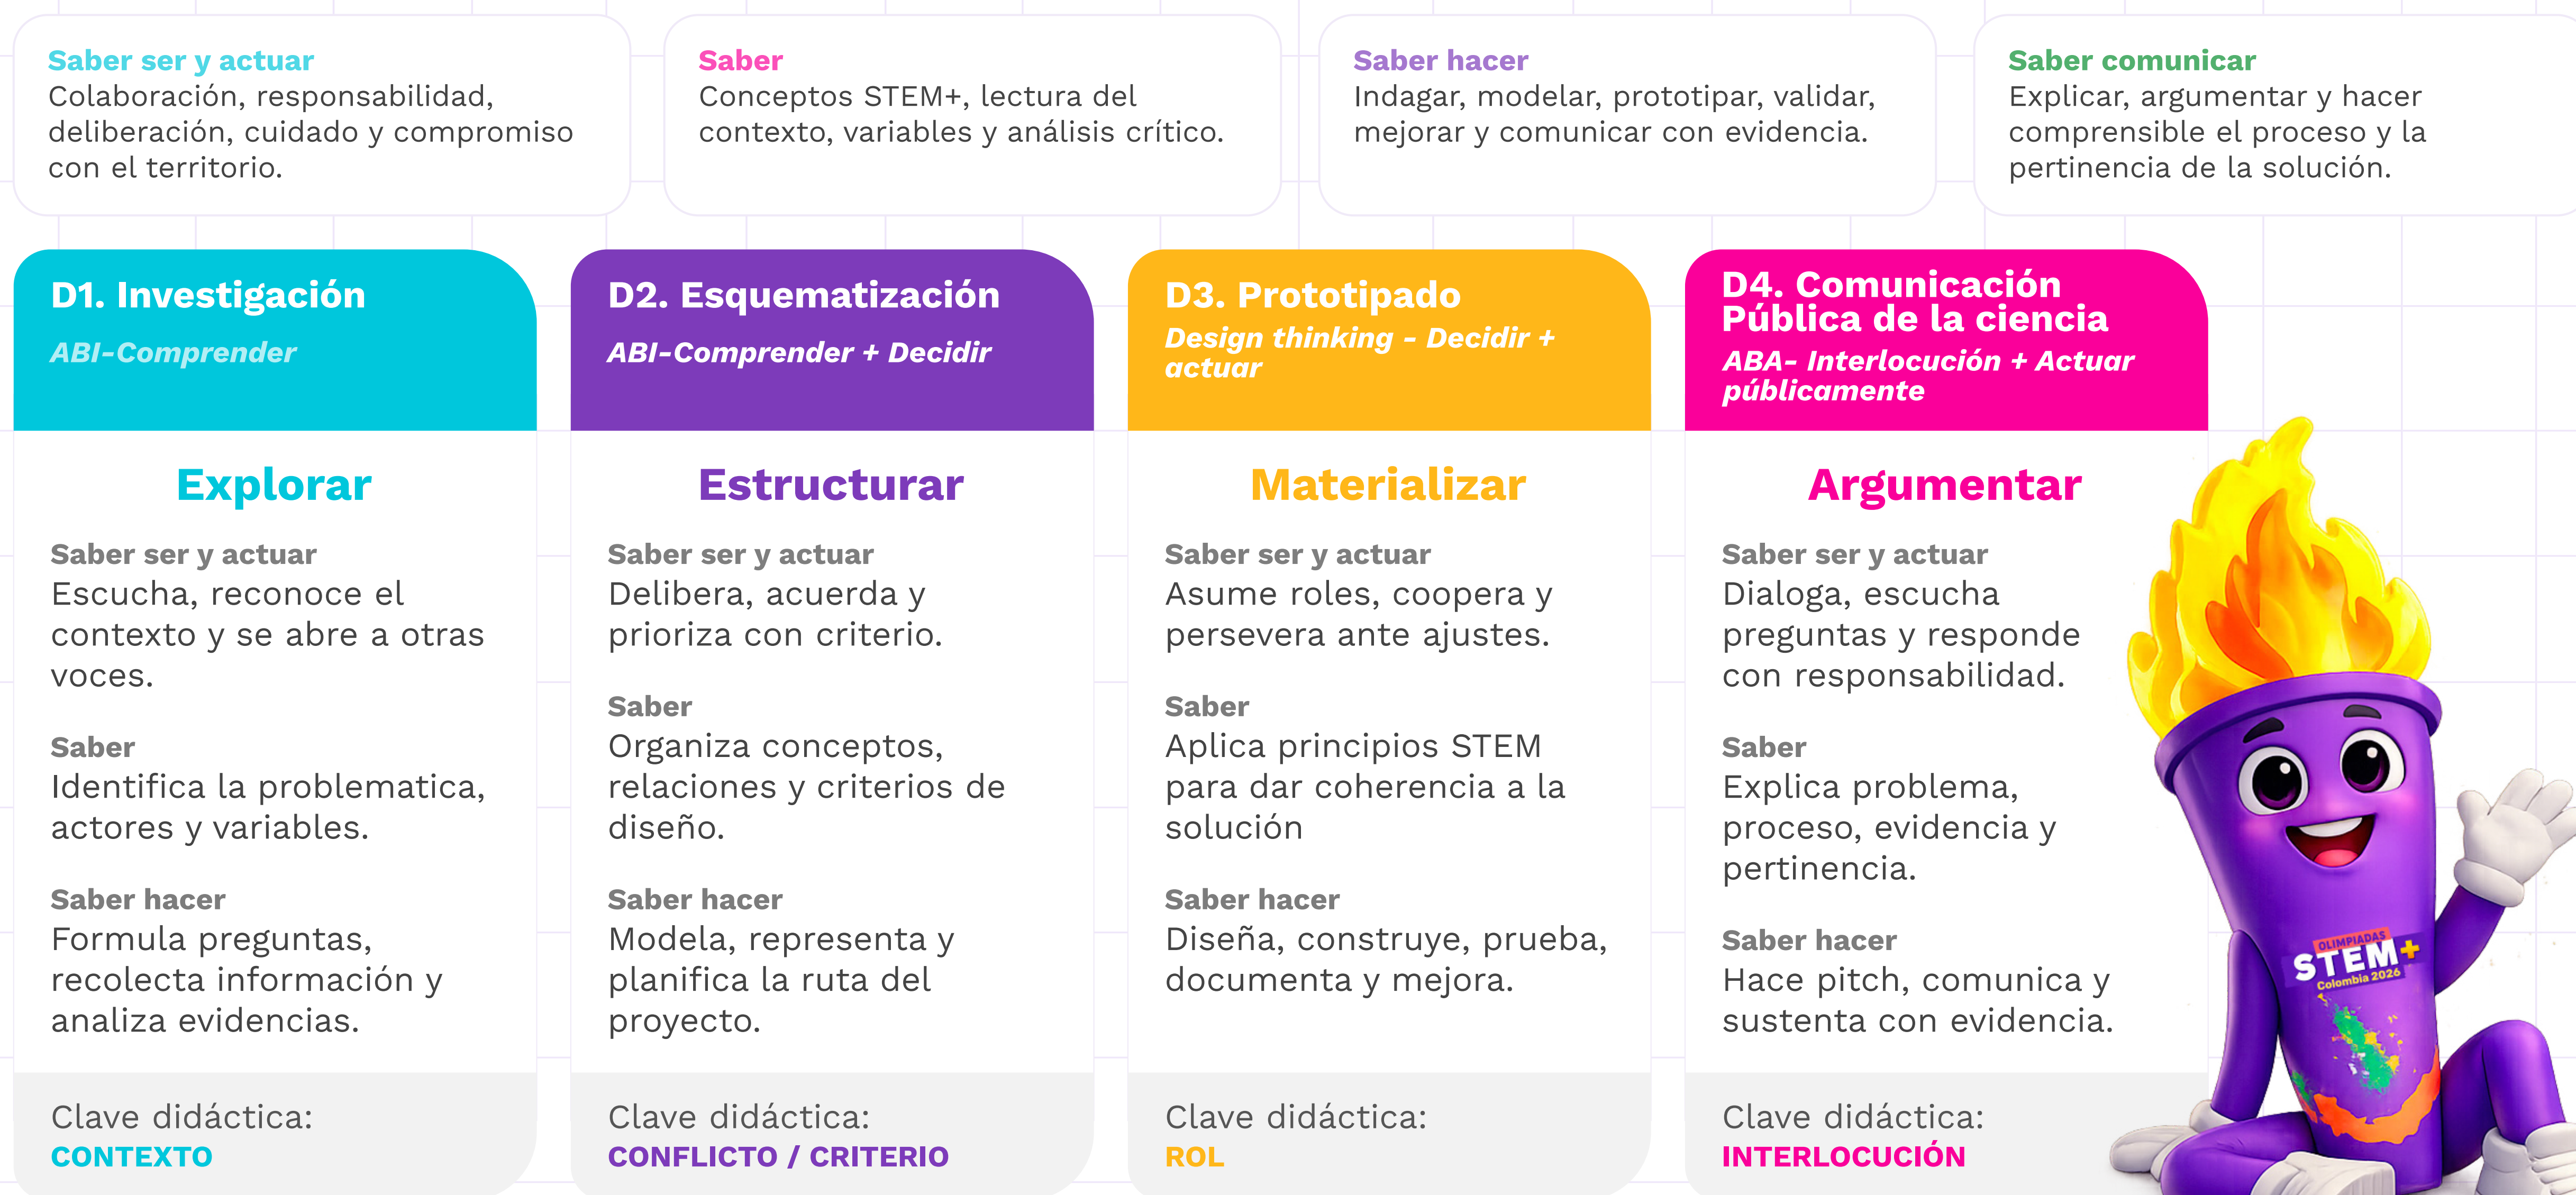 Saber ser y actuar
Colaboración, responsabilidad,
deliberación, cuidado y compromiso
con el territorio.
Saber
Conceptos STEM+, lectura del
contexto, variables y análisis crítico.
Saber hacer
Indagar, modelar, prototipar, validar,
mejorar y comunicar con evidencia.
Saber comunicar
Explicar, argumentar y hacer
comprensible el proceso y la
pertinencia de la solución.
D1. Investigación
ABI-Comprender
Explorar
Saber ser y actuar
Escucha, reconoce el
contexto y se abre a otras
voces.
Saber
Identifica la problematica,
actores y variables.
Saber hacer
Formula preguntas,
recolecta información y
analiza evidencias.
Clave didáctica:
CONTEXTO
D2. Esquematización
ABI-Comprender + Decidir
Estructurar
Saber ser y actuar
Delibera, acuerda y
prioriza con criterio.
Saber
Organiza conceptos,
relaciones y criterios de
diseño.
Saber hacer
Modela, representa y
planifica la ruta del
proyecto.
Clave didáctica:
CONFLICTO / CRITERIO
D3. Prototipado
Design thinking - Decidir +
actuar
Materializar
Saber ser y actuar
Asume roles, coopera y
persevera ante ajustes.
Saber
Aplica principios STEM
para dar coherencia a la
solución
Saber hacer
Diseña, construye, prueba,
documenta y mejora.
Clave didáctica:
ROL
D4. Comunicación
Pública de la ciencia
ABA- Interlocución + Actuar
públicamente
Argumentar
Saber ser y actuar
Dialoga, escucha
preguntas y responde
con responsabilidad.
Saber
Explica problema,
proceso, evidencia y
pertinencia.
Saber hacer
Hace pitch, comunica y
sustenta con evidencia.
Clave didáctica:
INTERLOCUCIÓN
OLIMPIADAS
STEM+
Colombia 2026